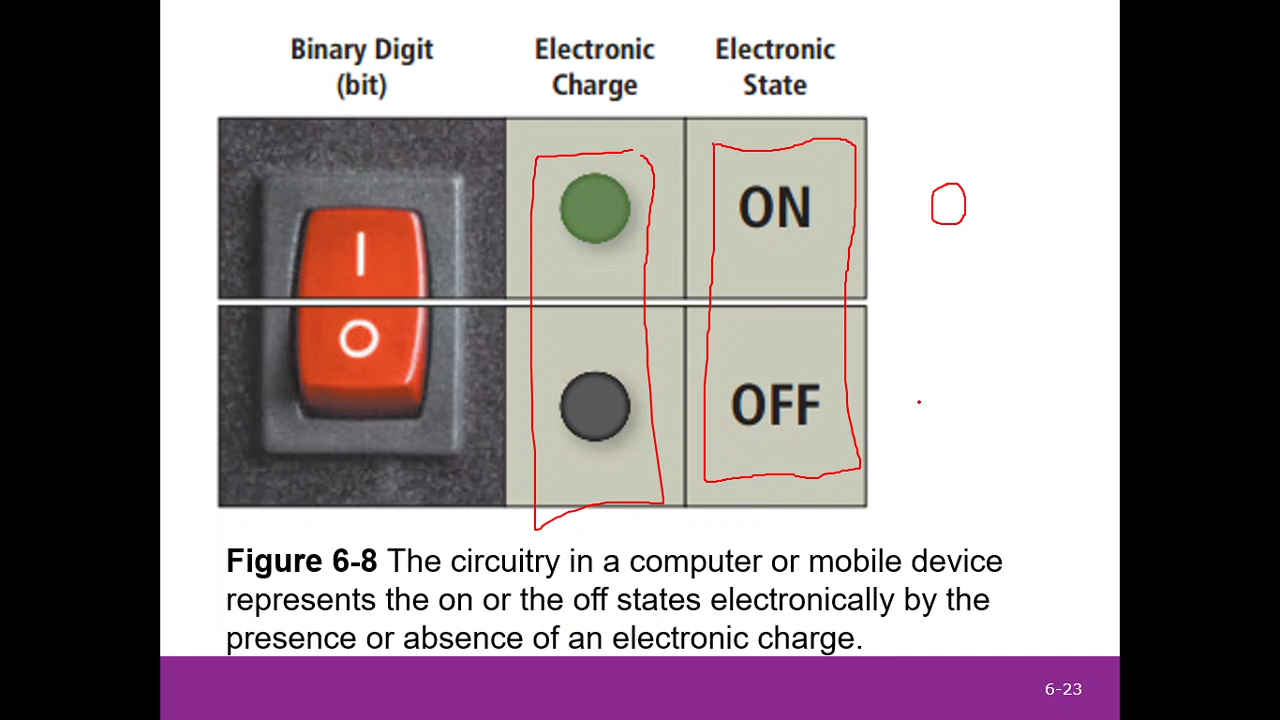 Binary Digit
(bit)
Electronic
Charge
Electronic
State
I
O
ON
OFF
Figure 6-8 The circuitry in a computer or mobile device
represents the on or the off states electronically by the
presence or absence of an electronic charge.
6-23